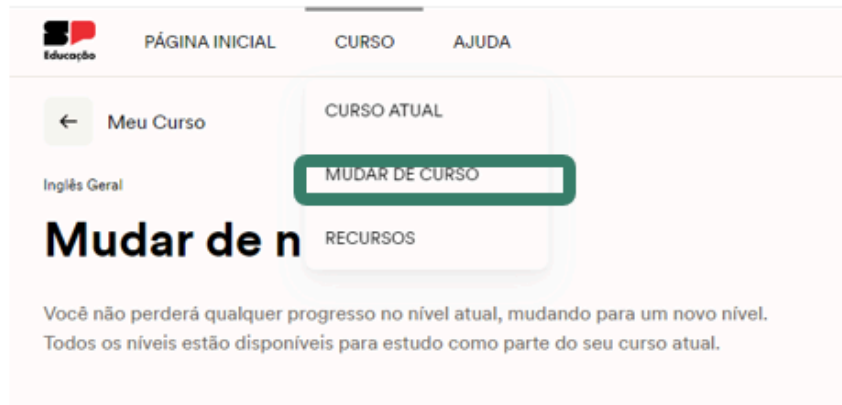 SP
Educação
PÁGINA INICIAL
CURSO
AJUDA
CURSO ATUAL
MUDAR DE CURSO
RECURSOS
← Meu Curso
Inglês Geral
Mudar de n
Você não perderá qualquer progresso no nível atual, mudando para um novo nível.
Todos os níveis estão disponíveis para estudo como parte do seu curso atual.